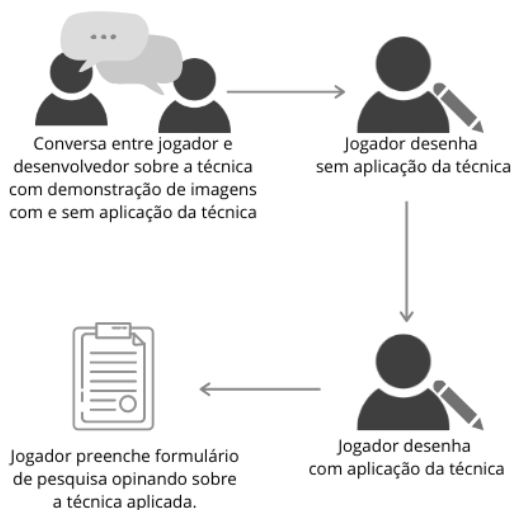 Conversa entre jogador e
desenvolvedor sobre a técnica
com demonstração de imagens
com e sem aplicação da técnica
Jogador desenha
sem aplicação da técnica
Jogador desenha
com aplicação da técnica
Jogador preenche formulário
de pesquisa opinando sobre
a técnica aplicada.